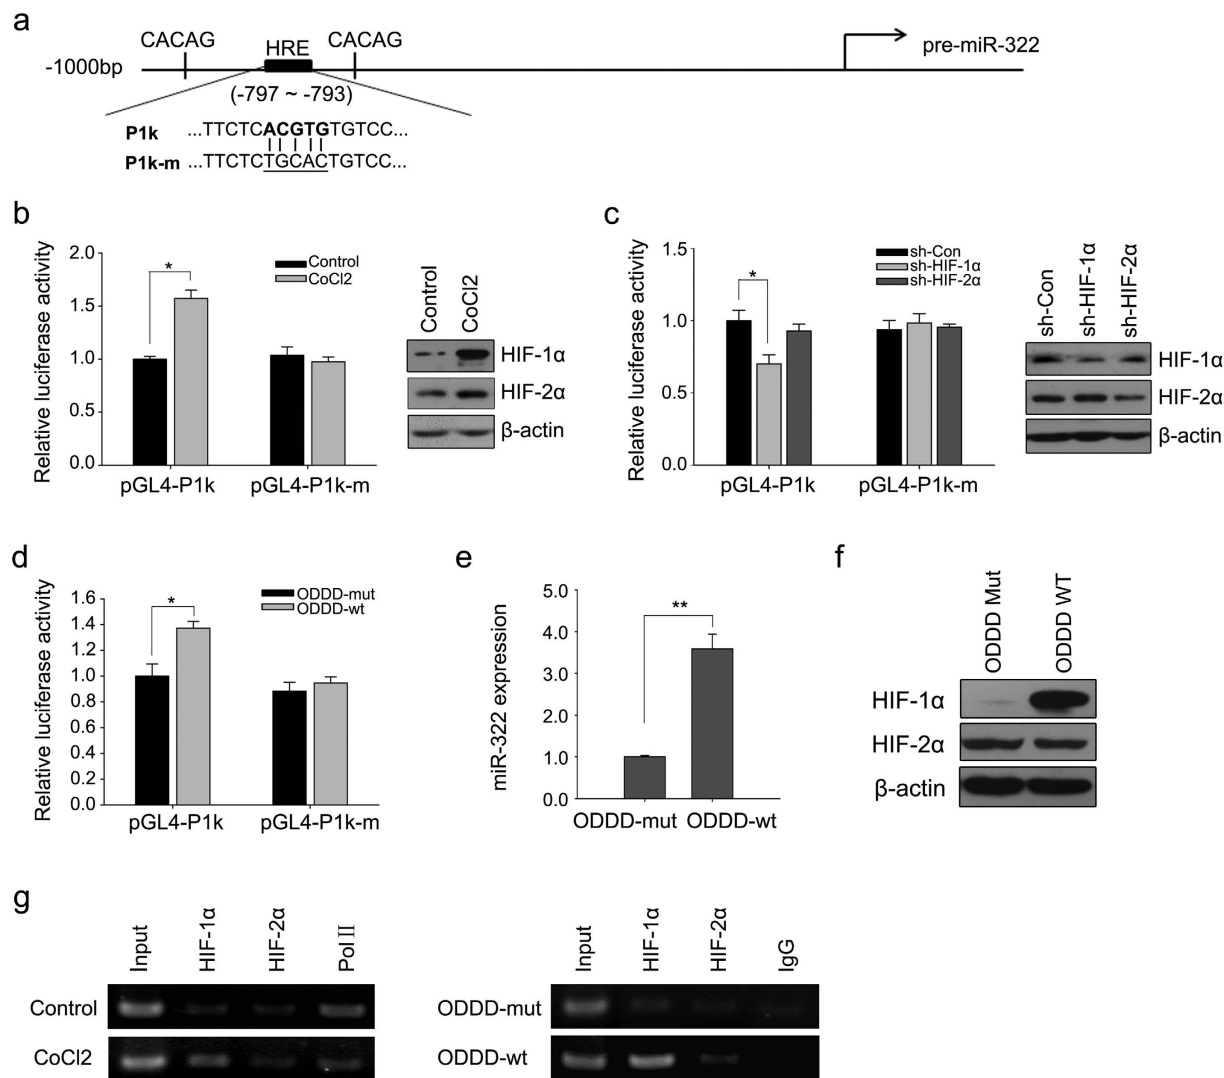 a
CACAG HRE CACAG
-1000bp pre-miR-322
(-797 ~ -793)
P1k ...TTCTCACGTGTGTCC...
P1k-m ...TTCTCTGCACTGTCC...
b
Relative luciferase activity
2.0
1.5
1.0
0.5
0.0
Control
CoCl2
*
pGL4-P1k pGL4-P1k-m
Control CoCl2
HIF-1α
HIF-2α
β-actin
c
Relative luciferase activity
1.5
1.0
0.5
0.0
sh-Con
sh-HIF-1α
sh-HIF-2α
*
pGL4-P1k pGL4-P1k-m
sh-Con sh-HIF-1α sh-HIF-2α
HIF-1α
HIF-2α
β-actin
d
Relative luciferase activity
1.6
1.4
1.2
1.0
0.8
0.6
0.4
0.2
0.0
ODDD-mut
ODDD-wt
*
pGL4-P1k pGL4-P1k-m
e
miR-322 expression
5.0
4.0
3.0
2.0
1.0
0.0
**
ODDD-mut ODDD-wt
f
ODDD Mut ODDD WT
HIF-1α
HIF-2α
β-actin
g
Input HIF-1α HIF-2α Pol II
Control
CoCl2
Input HIF-1α HIF-2α IgG
ODDD-mut
ODDD-wt